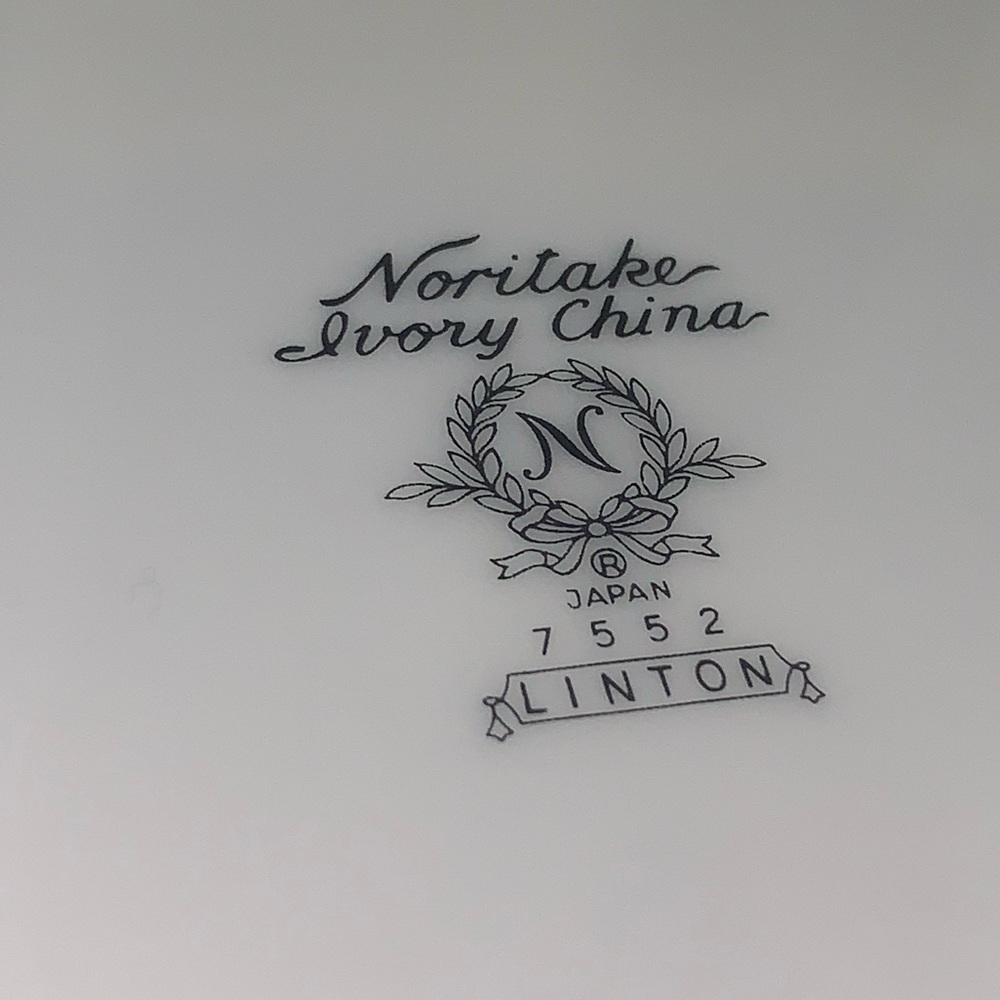 Noritake
Ivory China
N
®
JAPAN
7552
LINTON